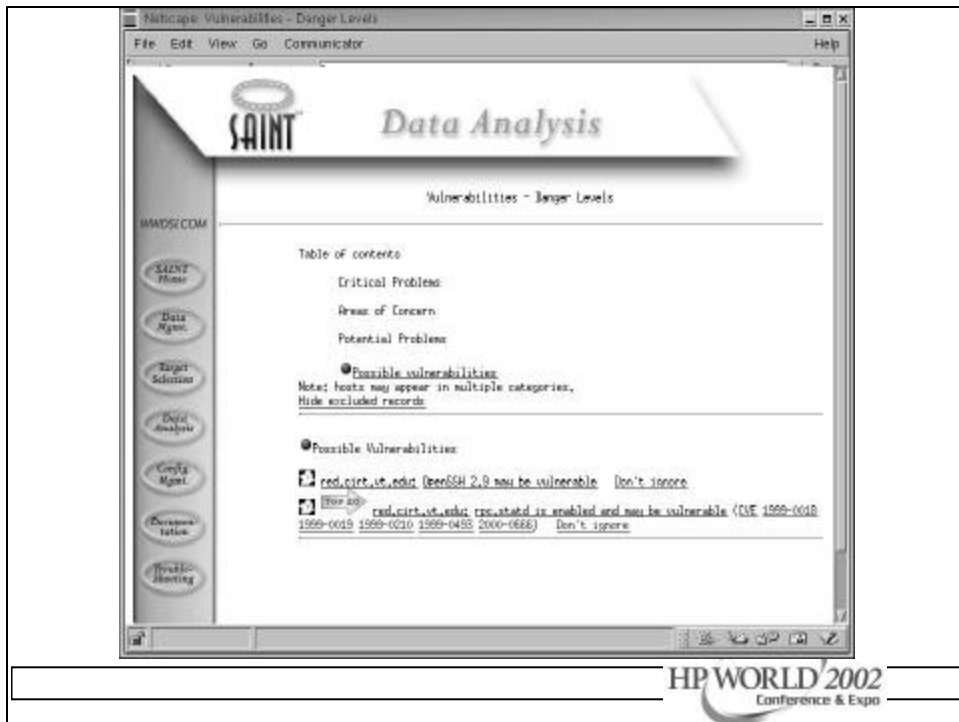 Netscape: Vulnerabilities - Danger Levels
File Edit View Go Communicator Help
SAINT™
Data Analysis
Vulnerabilities - Danger Levels
WWDSI.COM
SAINT Home
Data Mgmt.
Target Selection
Data Analysis
Config. Mgmt.
Documen-tation
Trouble-Shooting
Table of contents
Critical Problems
Areas of Concern
Potential Problems
Possible vulnerabilities
Note: hosts may appear in multiple categories.
Hide excluded records
Possible Vulnerabilities
red.cirt.vt.edu: OpenSSH 2.9 may be vulnerable Don't ignore
TOP 20 red.cirt.vt.edu: rpc.statd is enabled and may be vulnerable (CVE 1999-0018
1999-0019 1999-0210 1999-0493 2000-0666) Don't ignore
HP WORLD 2002
Conference & Expo